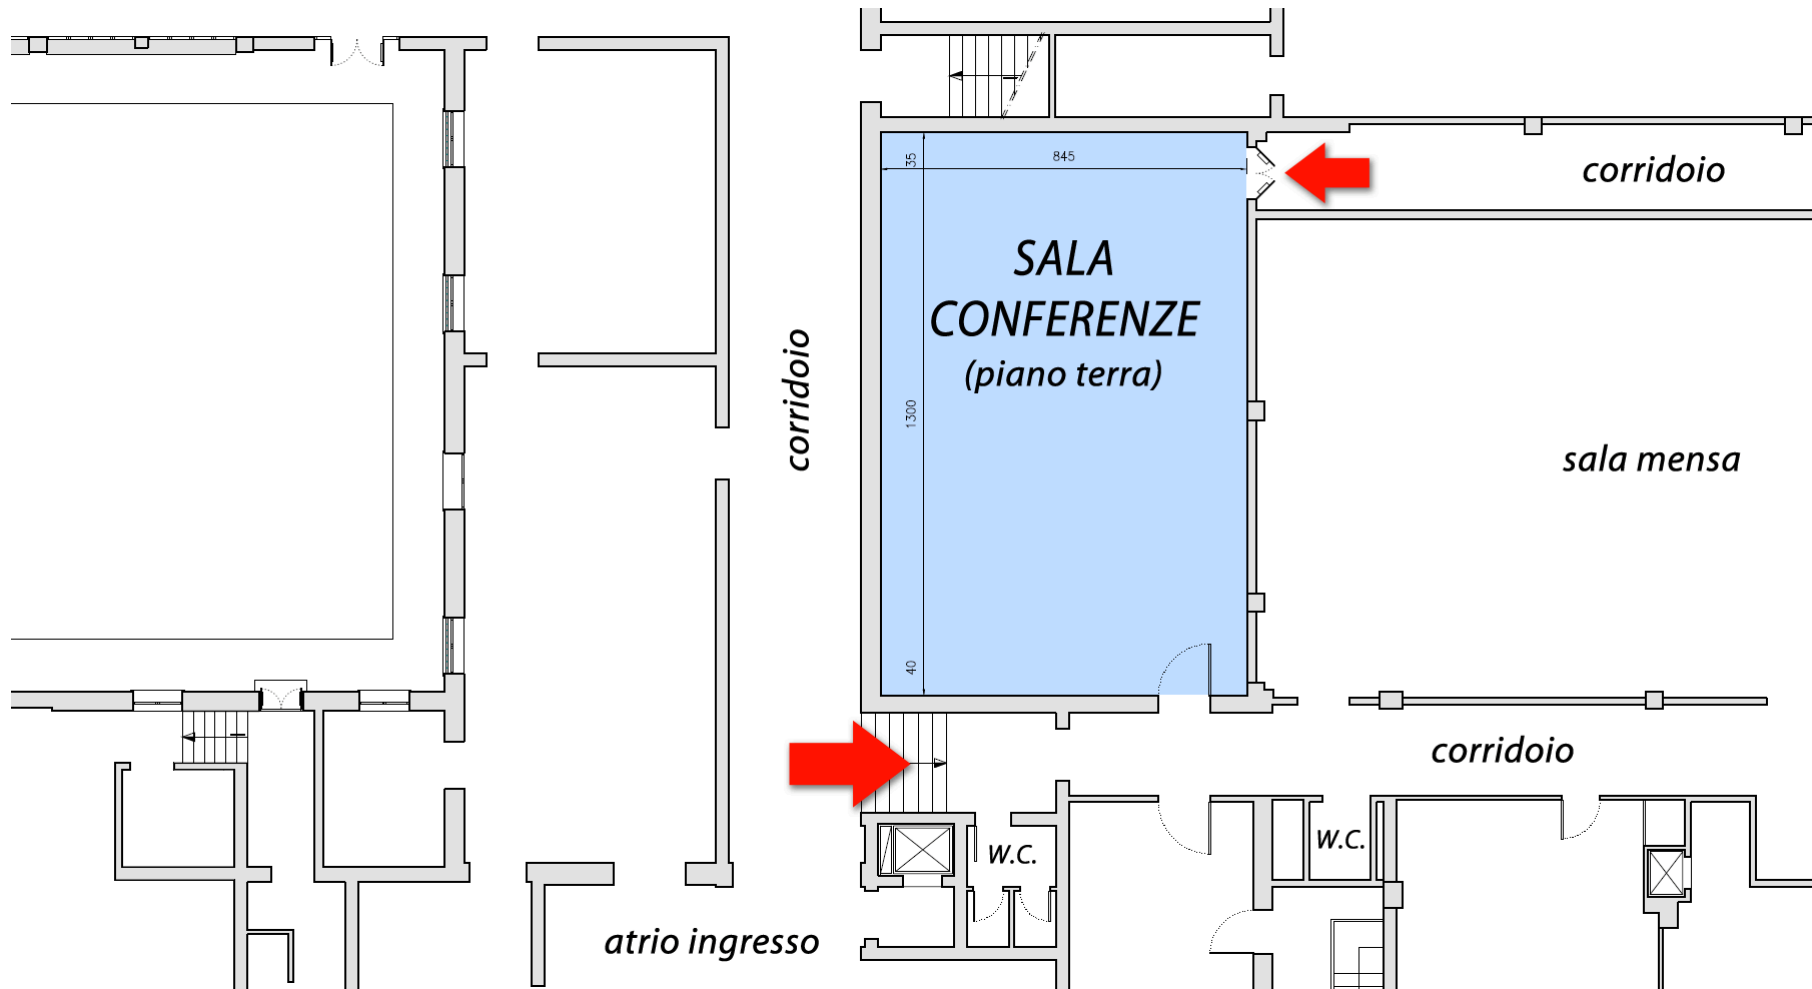 35
845
corridoio
SALA
CONFERENZE
(piano terra)
corridoio
1300
sala mensa
40
corridoio
W.C.
W.C.
atrio ingresso